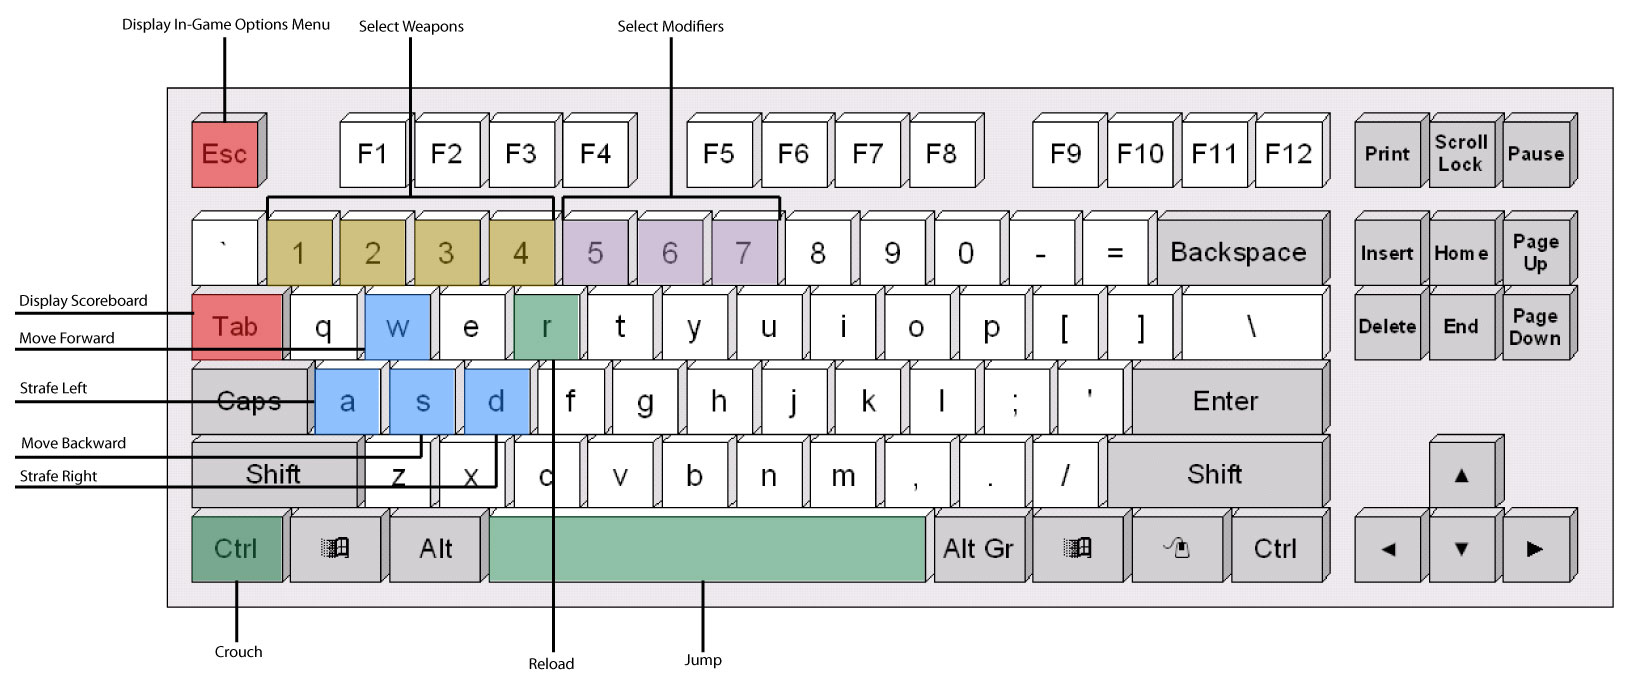 Display In-Game Options Menu Select Weapons Select Modifiers
Esc F1 F2 F3 F4 F5 F6 F7 F8 F9 F10 F11 F12 Print Scroll Lock Pause
` 1 2 3 4 5 6 7 8 9 0 - = Backspace Insert Home Page Up
Display Scoreboard
Tab q w e r t y u i o p [ ] \ Delete End Page Down
Move Forward
Strafe Left
Caps a s d f g h j k l ; ' Enter
Move Backward
Shift z x c v b n m , . / Shift ▲
Strafe Right
Ctrl Alt Alt Gr Ctrl ◄ ▼ ►
Crouch Reload Jump